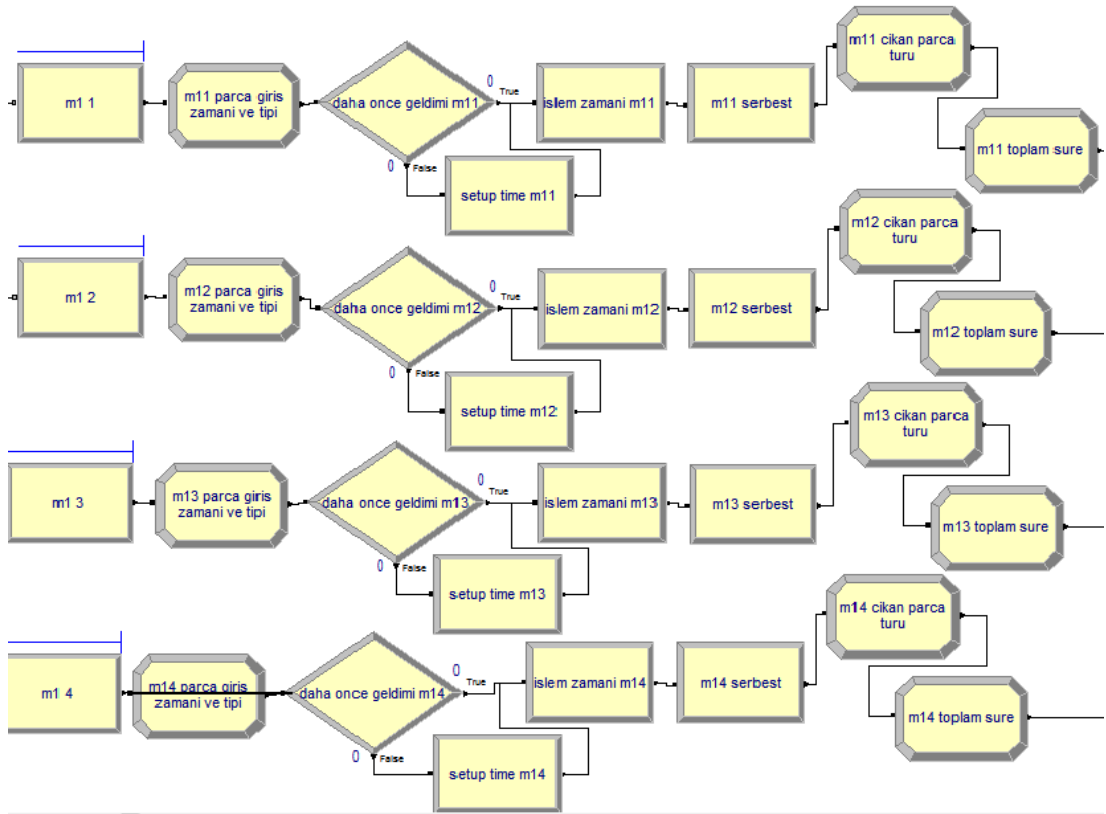 m1 1
m11 parca giris
zamani ve tipi
daha once geldimi m11
0
True
0
False
setup time m11
islem zamani m11
m11 serbest
m11 cikan parca
turu
m11 toplam sure
m1 2
m12 parca giris
zamani ve tipi
daha once geldimi m12
0
True
0
False
setup time m12
islem zamani m12
m12 serbest
m12 cikan parca
turu
m12 toplam sure
m1 3
m13 parca giris
zamani ve tipi
daha once geldimi m13
0
True
0
False
setup time m13
islem zamani m13
m13 serbest
m13 cikan parca
turu
m13 toplam sure
m1 4
m14 parca giris
zamani ve tipi
daha once geldimi m14
0
True
0
False
setup time m14
islem zamani m14
m14 serbest
m14 cikan parca
turu
m14 toplam sure